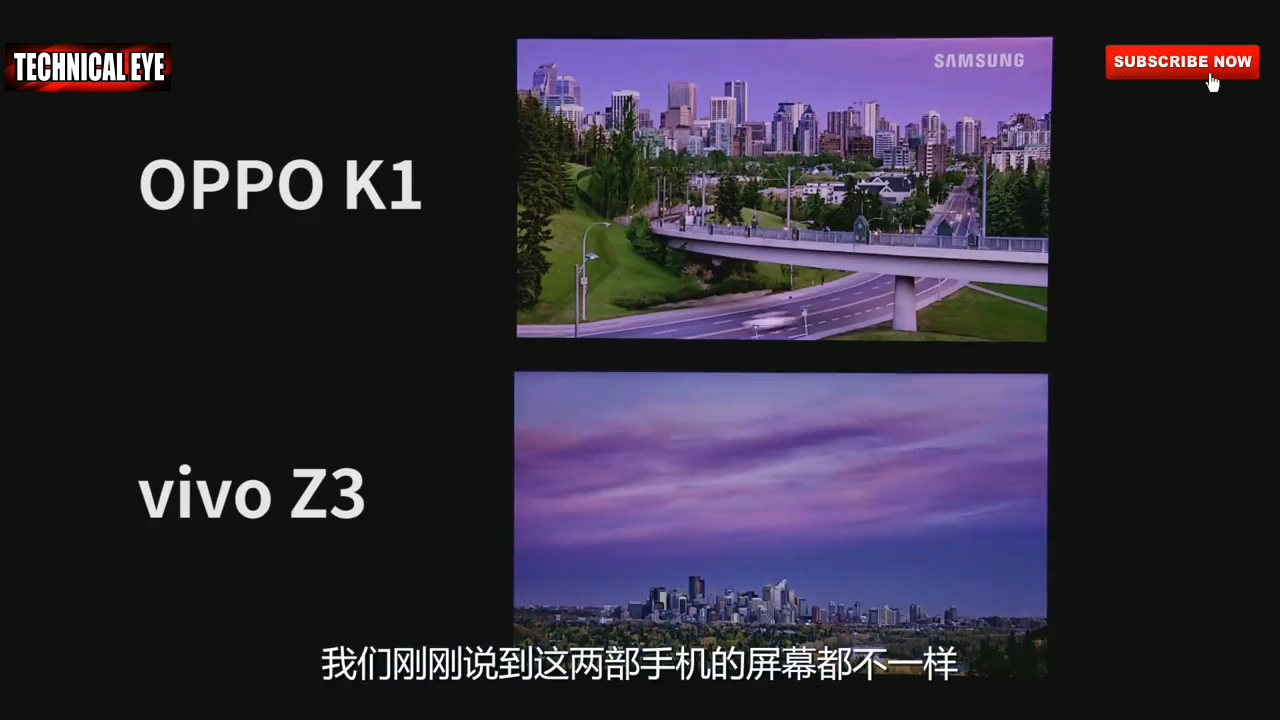 TECHNICAL EYE
SUBSCRIBE NOW
SAMSUNG
OPPO K1
vivo Z3
我们刚刚说到这两部手机的屏幕都不一样